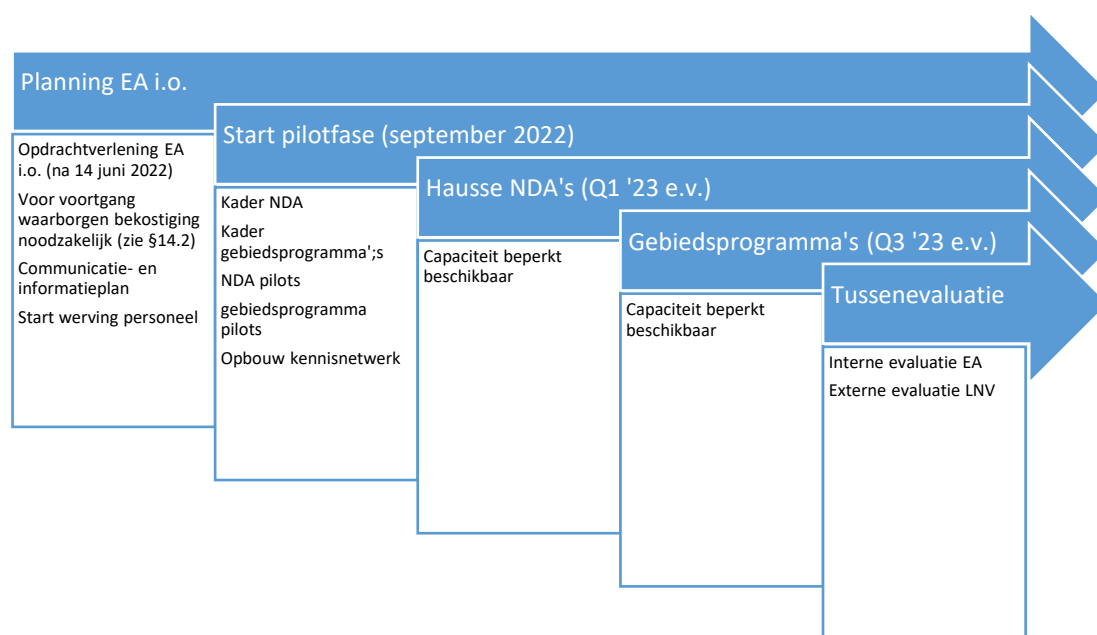 Planning EA i.o.
Opdrachtverlening EA
i.o. (na 14 juni 2022)
Voor voortgang
waarborgen bekostiging
noodzakelijk (zie §14.2)
Communicatie- en
informatieplan
Start werving personeel
Start pilotfase (september 2022)
Kader NDA
Kader
gebiedsprogramma';s
NDA pilots
gebiedsprogramma
pilots
Opbouw kennisnetwerk
Hausse NDA's (Q1 '23 e.v.)
Capaciteit beperkt
beschikbaar
Gebiedsprogramma's (Q3 '23 e.v.)
Capaciteit beperkt
beschikbaar
Tussenevaluatie
Interne evaluatie EA
Externe evaluatie LNV